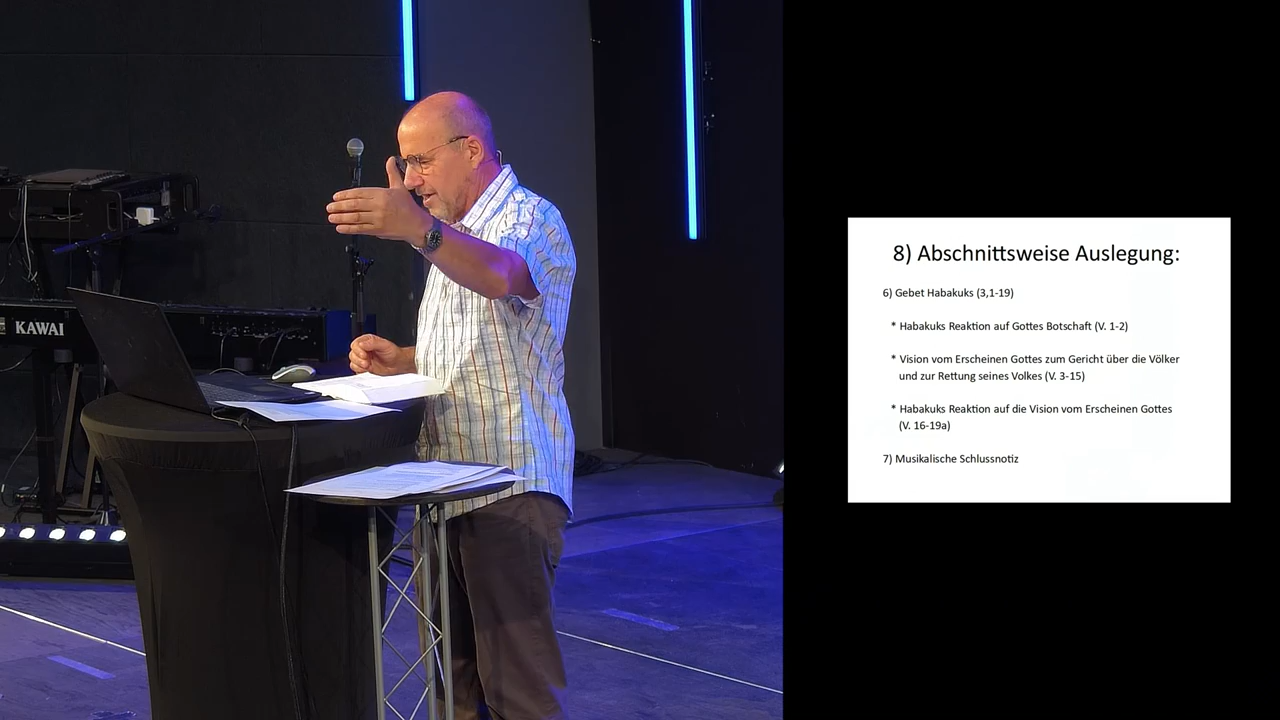 KAWAI
8) Abschnittsweise Auslegung:
6) Gebet Habakuks (3,1-19)
* Habakuks Reaktion auf Gottes Botschaft (V. 1-2)
* Vision vom Erscheinen Gottes zum Gericht über die Völker
und zur Rettung seines Volkes (V. 3-15)
* Habakuks Reaktion auf die Vision vom Erscheinen Gottes
(V. 16-19a)
7) Musikalische Schlussnotiz